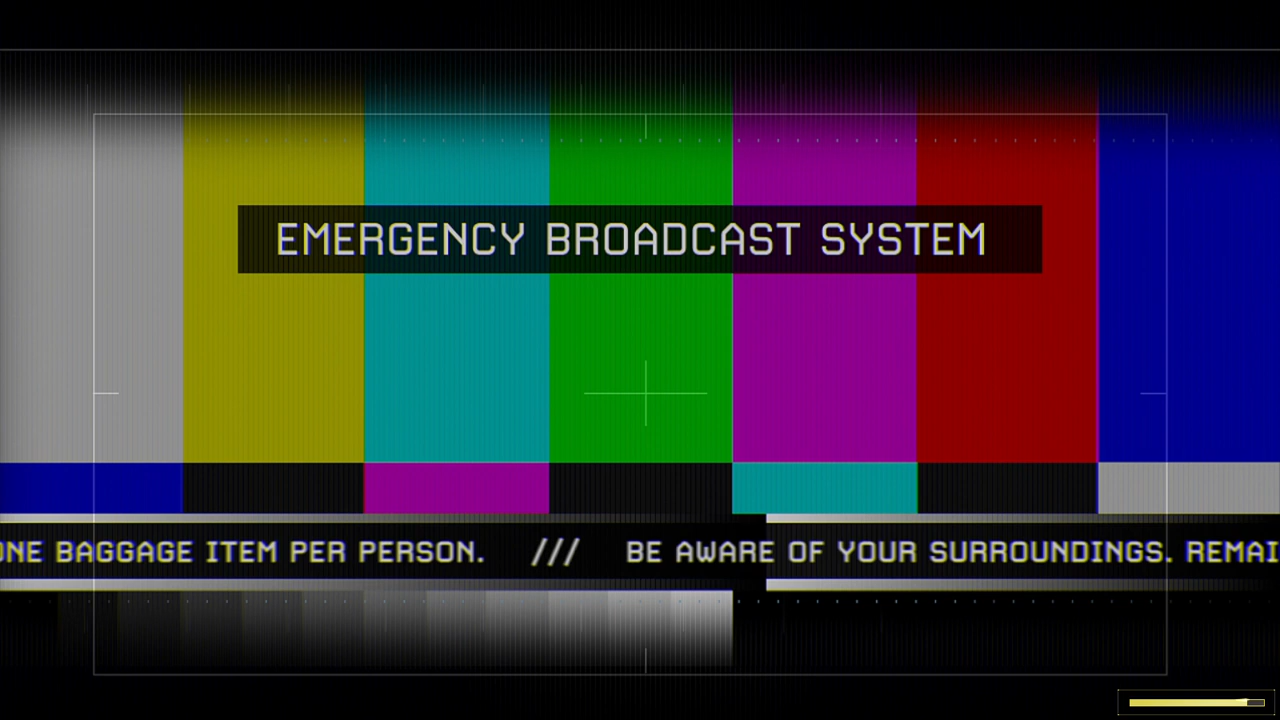 EMERGENCY BROADCAST SYSTEM
ONE BAGGAGE ITEM PER PERSON. /// BE AWARE OF YOUR SURROUNDINGS.